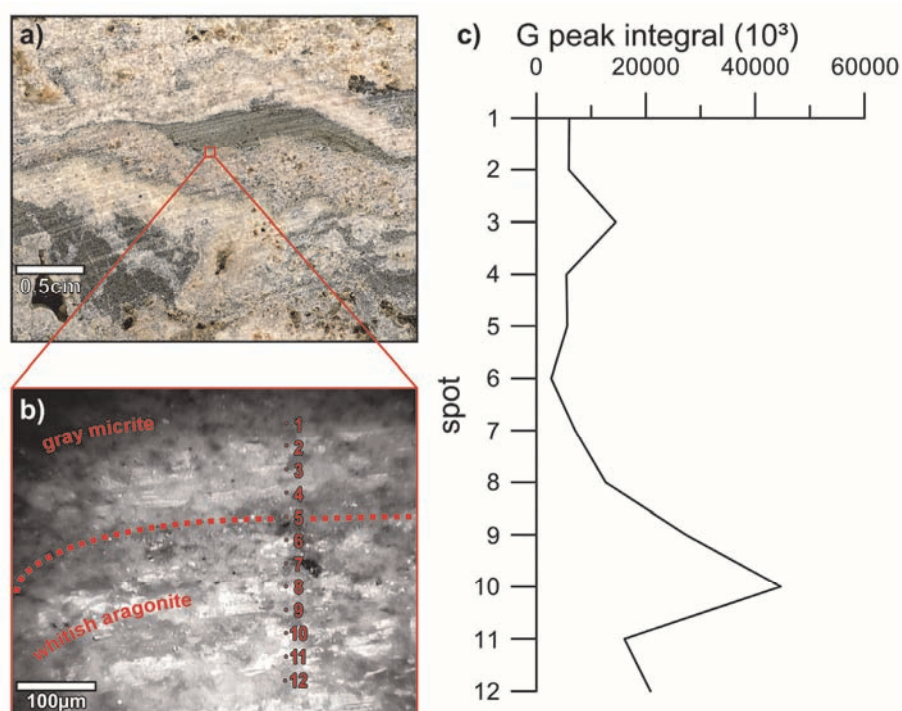 a)
0.5cm
b)
gray micrite
whitish aragonite
1
2
3
4
5
6
7
8
9
10
11
12
100µm
c) G peak integral (10³)
0 20000 40000 60000
spot
1
2
3
4
5
6
7
8
9
10
11
12